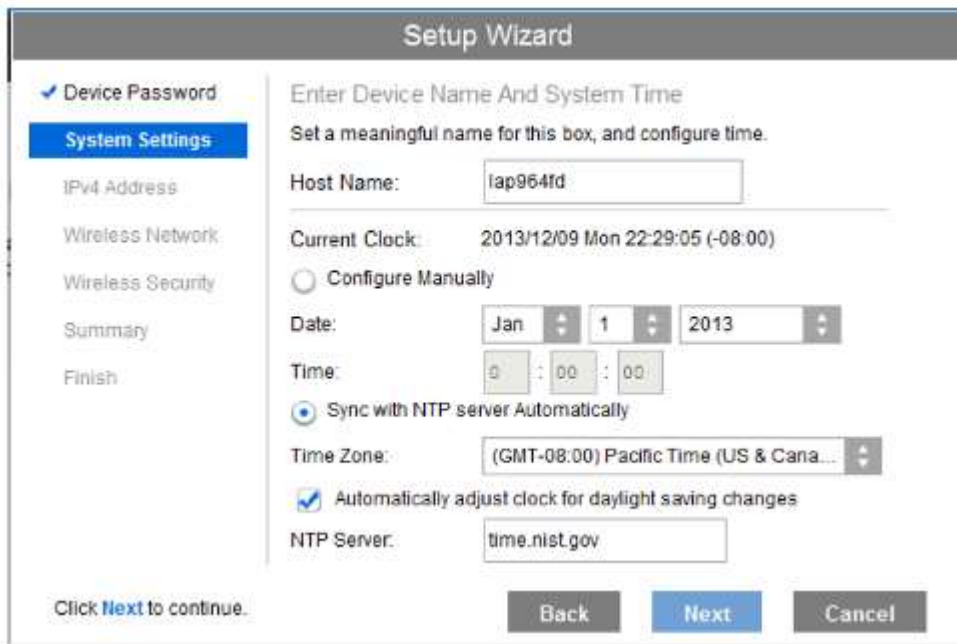 Setup Wizard
Device Password
System Settings
IPv4 Address
Wireless Network
Wireless Security
Summary
Finish
Enter Device Name And System Time
Set a meaningful name for this box, and configure time.
Host Name: lap964fd
Current Clock: 2013/12/09 Mon 22:29:05 (-08:00)
Configure Manually
Date: Jan 1 2013
Time: 0 : 00 : 00
Sync with NTP server Automatically
Time Zone: (GMT-08:00) Pacific Time (US & Cana...
Automatically adjust clock for daylight saving changes
NTP Server: time.nist.gov
Click Next to continue.
Back Next Cancel